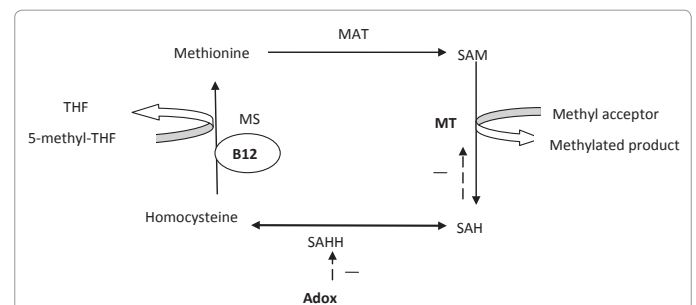 MAT
Methionine
SAM
THF
5-methyl-THF
MS
B12
MT
Methyl acceptor
Methylated product
—
Homocysteine
SAH
SAHH
—
Adox